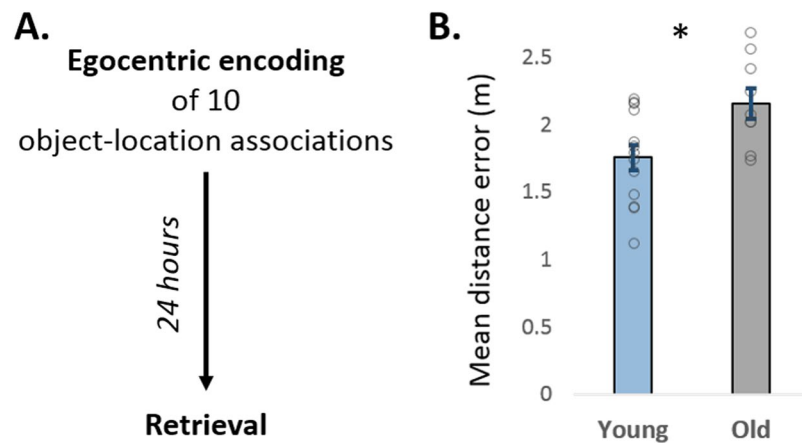 A.
Egocentric encoding
of 10
object-location associations
24 hours
Retrieval
B.
*
Mean distance error (m)
2.5
2
1.5
1
0.5
0
Young
Old